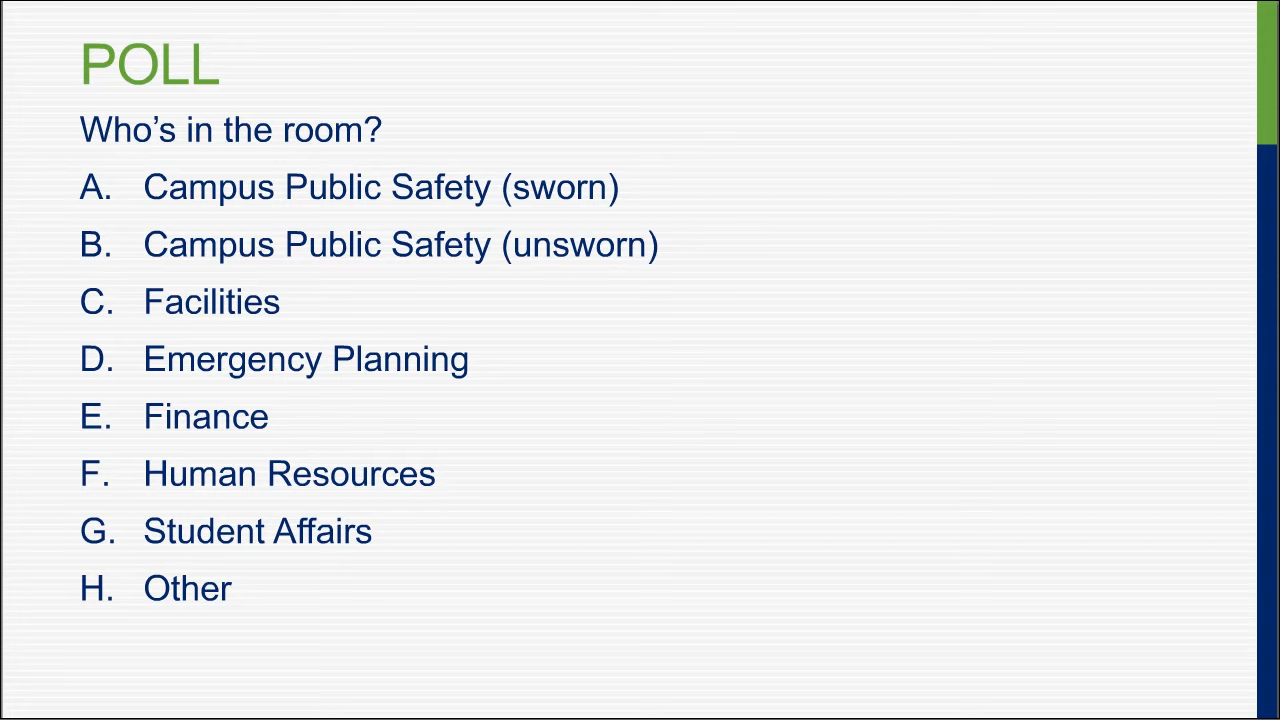 POLL
Who’s in the room?
A. Campus Public Safety (sworn)
B. Campus Public Safety (unsworn)
C. Facilities
D. Emergency Planning
E. Finance
F. Human Resources
G. Student Affairs
H. Other